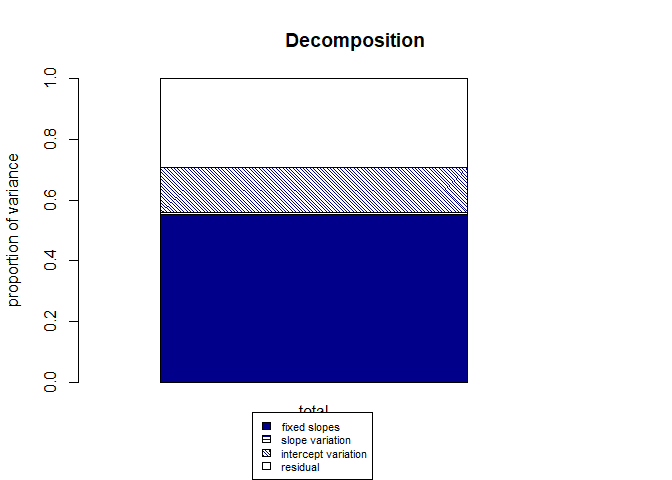 Decomposition
proportion of variance
1.0
0.8
0.6
0.4
0.2
0.0
total
fixed slopes
slope variation
intercept variation
residual